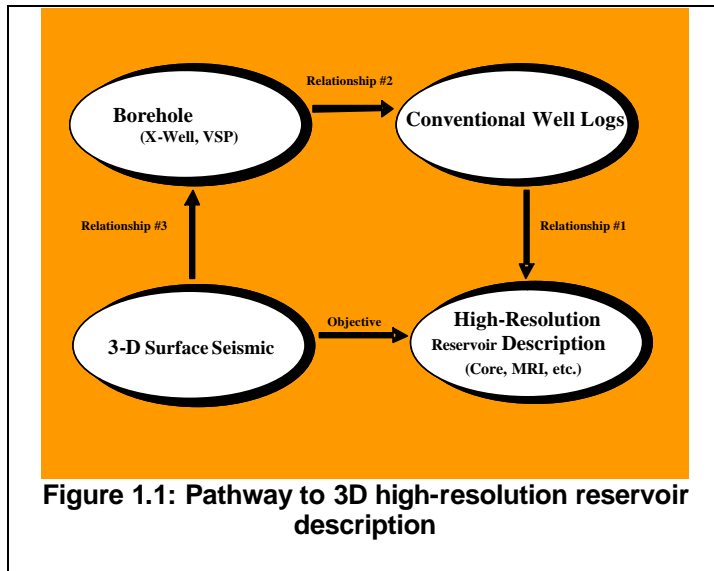 Relationship #2
Borehole
(X-Well, VSP)
Conventional Well Logs
Relationship #3
Relationship #1
3-D Surface Seismic
Objective
High-Resolution
Reservoir Description
(Core, MRI, etc.)
Figure 1.1: Pathway to 3D high-resolution reservoir
description